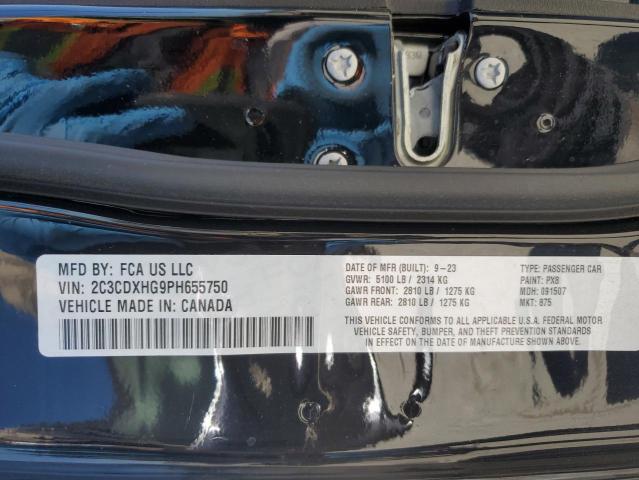 MFD BY: FCA US LLC
VIN: 2C3CDXHG9PH655750
VEHICLE MADE IN: CANADA
DATE OF MFR (BUILT): 9-23
GVWR: 5100 LB / 2314 KG
GAWR FRONT: 2810 LB / 1275 KG
GAWR REAR: 2810 LB / 1275 KG
TYPE: PASSENGER CAR
PAINT: PX8
MDH: 091507
MKT: 875
THIS VEHICLE CONFORMS TO ALL APPLICABLE U.S.A. FEDERAL MOTOR
VEHICLE SAFETY, BUMPER, AND THEFT PREVENTION STANDARDS
IN EFFECT ON THE DATE OF MANUFACTURE SHOWN ABOVE.